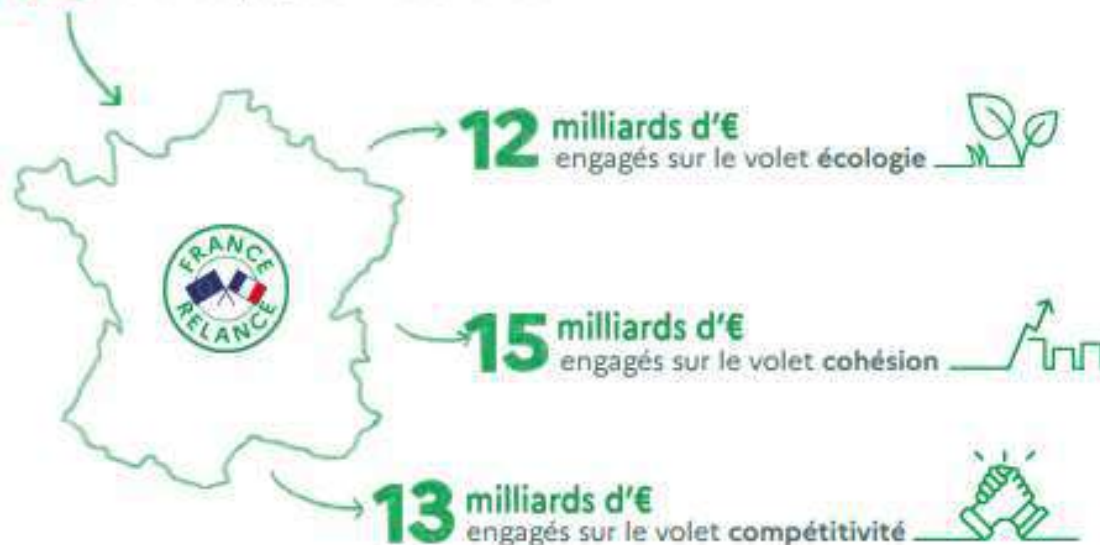 12 milliards d'€
engagés sur le volet écologie
FRANCE
RELANCE
15 milliards d'€
engagés sur le volet cohésion
13 milliards d'€
engagés sur le volet compétitivité